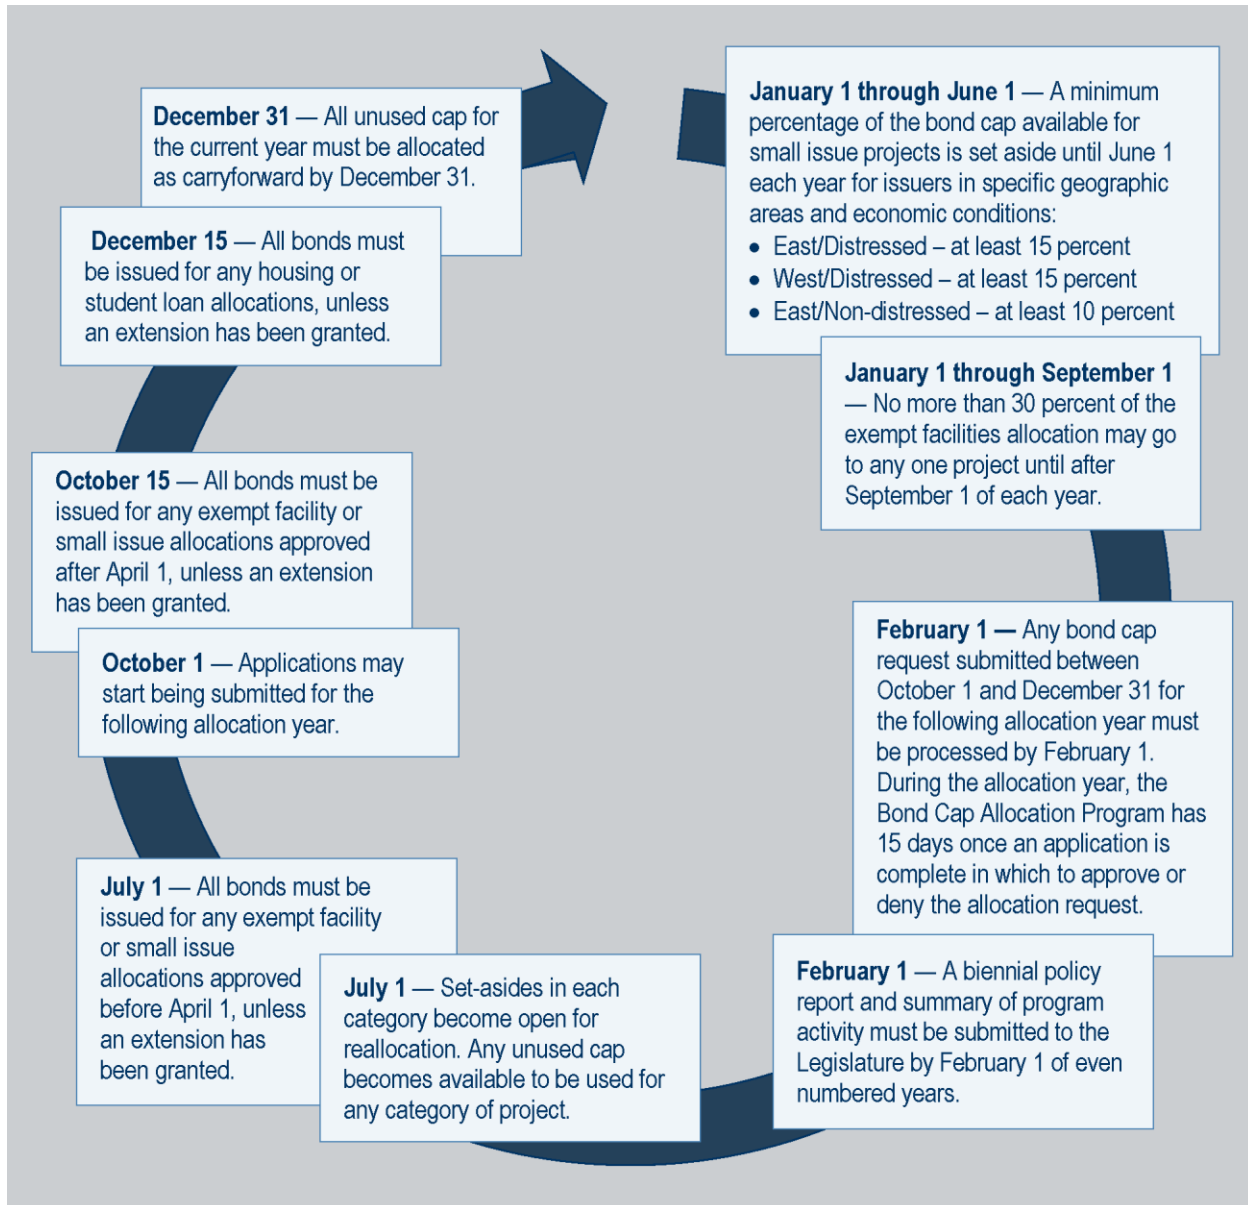 January 1 through June 1 — A minimum
percentage of the bond cap available for
small issue projects is set aside until June 1
each year for issuers in specific geographic
areas and economic conditions:
• East/Distressed – at least 15 percent
• West/Distressed – at least 15 percent
• East/Non-distressed – at least 10 percent
January 1 through September 1
— No more than 30 percent of the
exempt facilities allocation may go
to any one project until after
September 1 of each year.
February 1 — Any bond cap
request submitted between
October 1 and December 31 for
the following allocation year must
be processed by February 1.
During the allocation year, the
Bond Cap Allocation Program has
15 days once an application is
complete in which to approve or
deny the allocation request.
February 1 — A biennial policy
report and summary of program
activity must be submitted to the
Legislature by February 1 of even
numbered years.
July 1 — Set-asides in each
category become open for
reallocation. Any unused cap
becomes available to be used for
any category of project.
July 1 — All bonds must be
issued for any exempt facility
or small issue
allocations approved
before April 1, unless
an extension has
been granted.
October 1 — Applications may
start being submitted for the
following allocation year.
October 15 — All bonds must be
issued for any exempt facility or
small issue allocations approved
after April 1, unless an extension
has been granted.
December 15 — All bonds must
be issued for any housing or
student loan allocations, unless
an extension has been granted.
December 31 — All unused cap for
the current year must be allocated
as carryforward by December 31.